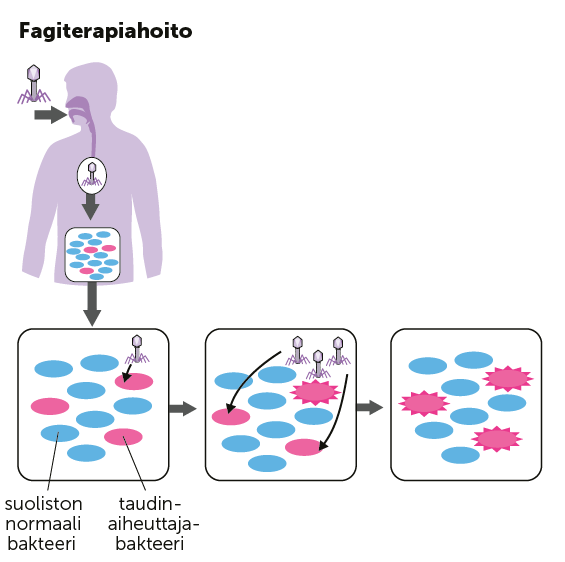 Fagiterapiahoito
suoliston
normaali
bakteeri
taudin-
aiheuttaja-
bakteeri